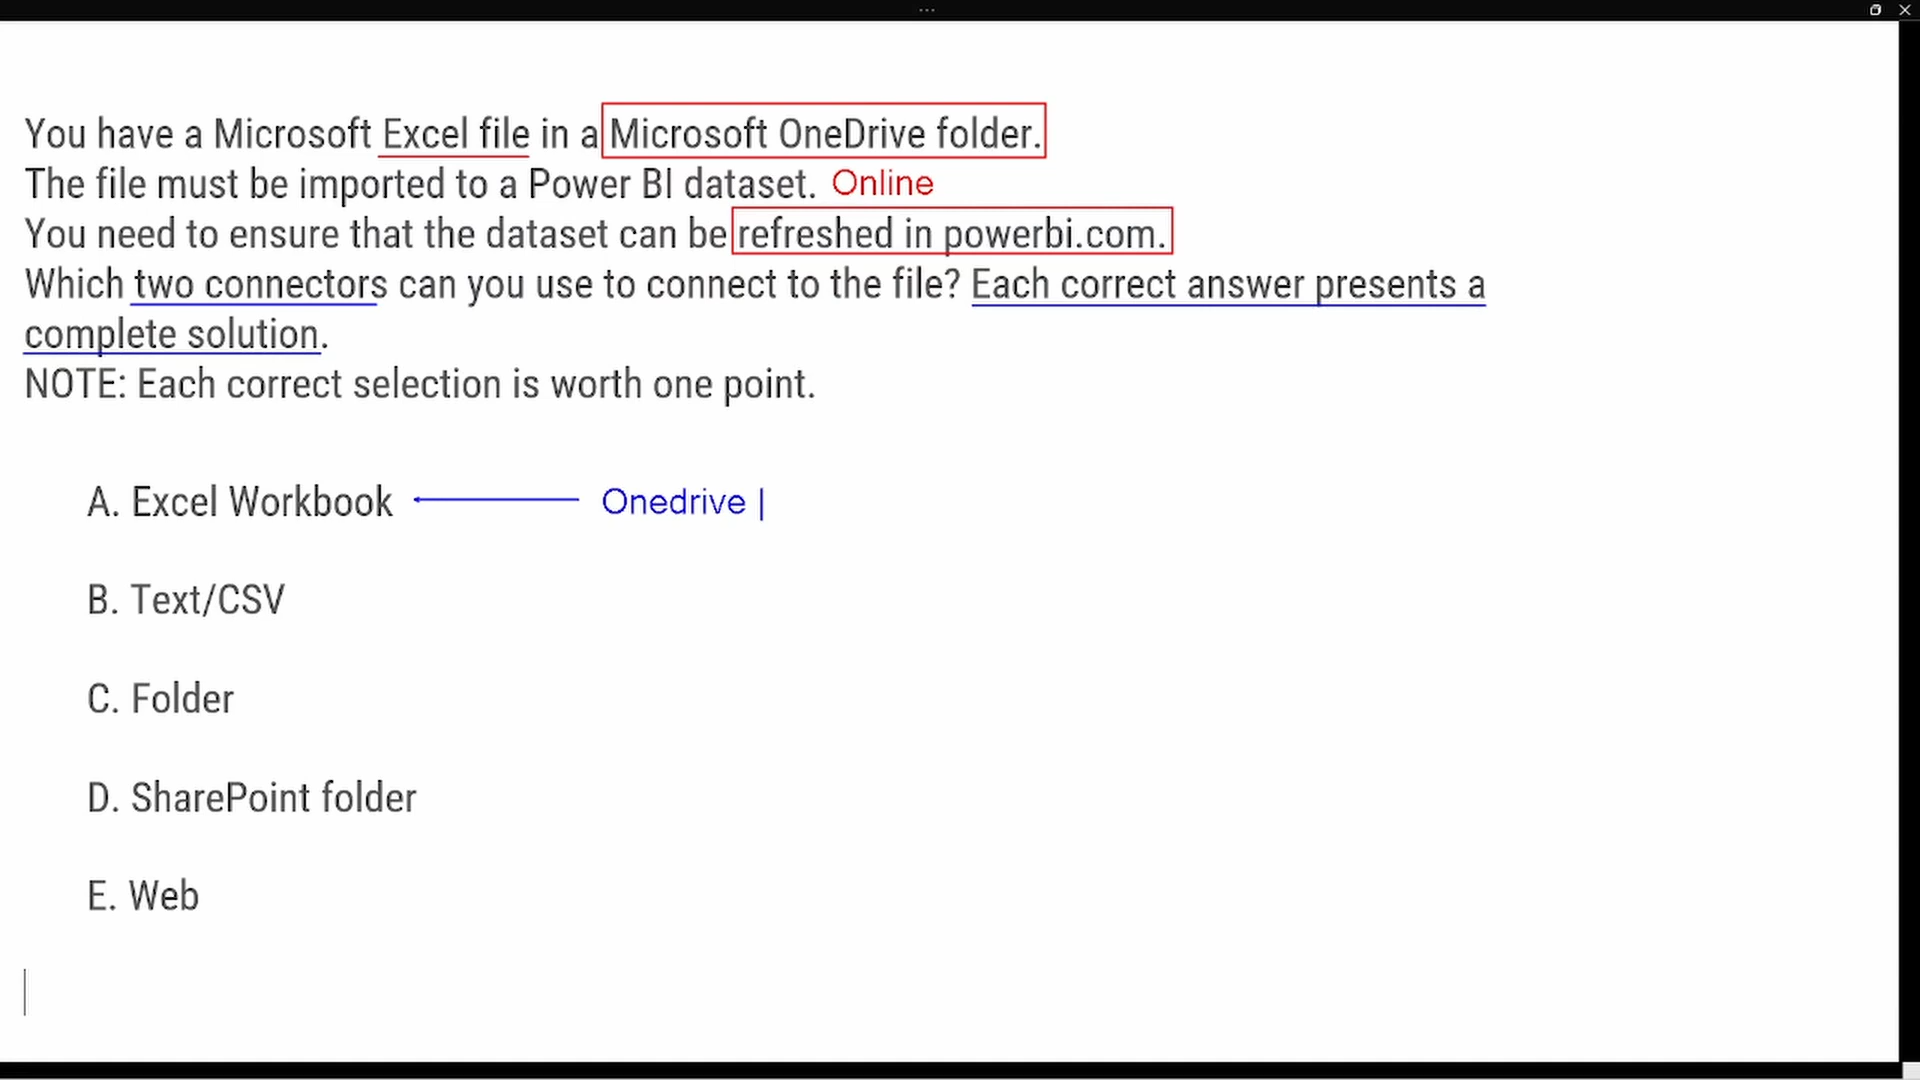 You have a Microsoft Excel file in a Microsoft OneDrive folder.
The file must be imported to a Power BI dataset. Online
You need to ensure that the dataset can be refreshed in powerbi.com.
Which two connectors can you use to connect to the file? Each correct answer presents a
complete solution.
NOTE: Each correct selection is worth one point.
A. Excel Workbook Onedrive
B. Text/CSV
C. Folder
D. SharePoint folder
E. Web